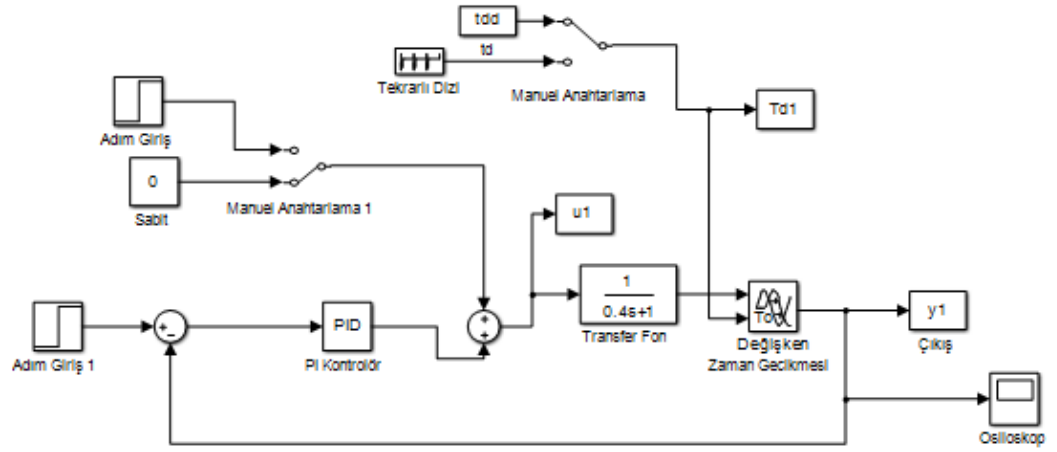 tdd
td
Tekrarlı Dizi
Manuel Anahtarlama
Td1
Adım Giriş
0
Sabit
Manuel Anahtarlama 1
u1
1
0.4s+1
Transfer Fon
To
Değişken
Zaman Gecikmesi
y1
Çıkış
Adım Giriş 1
+
−
PID
PI Kontrolör
+
+
Osiloskop